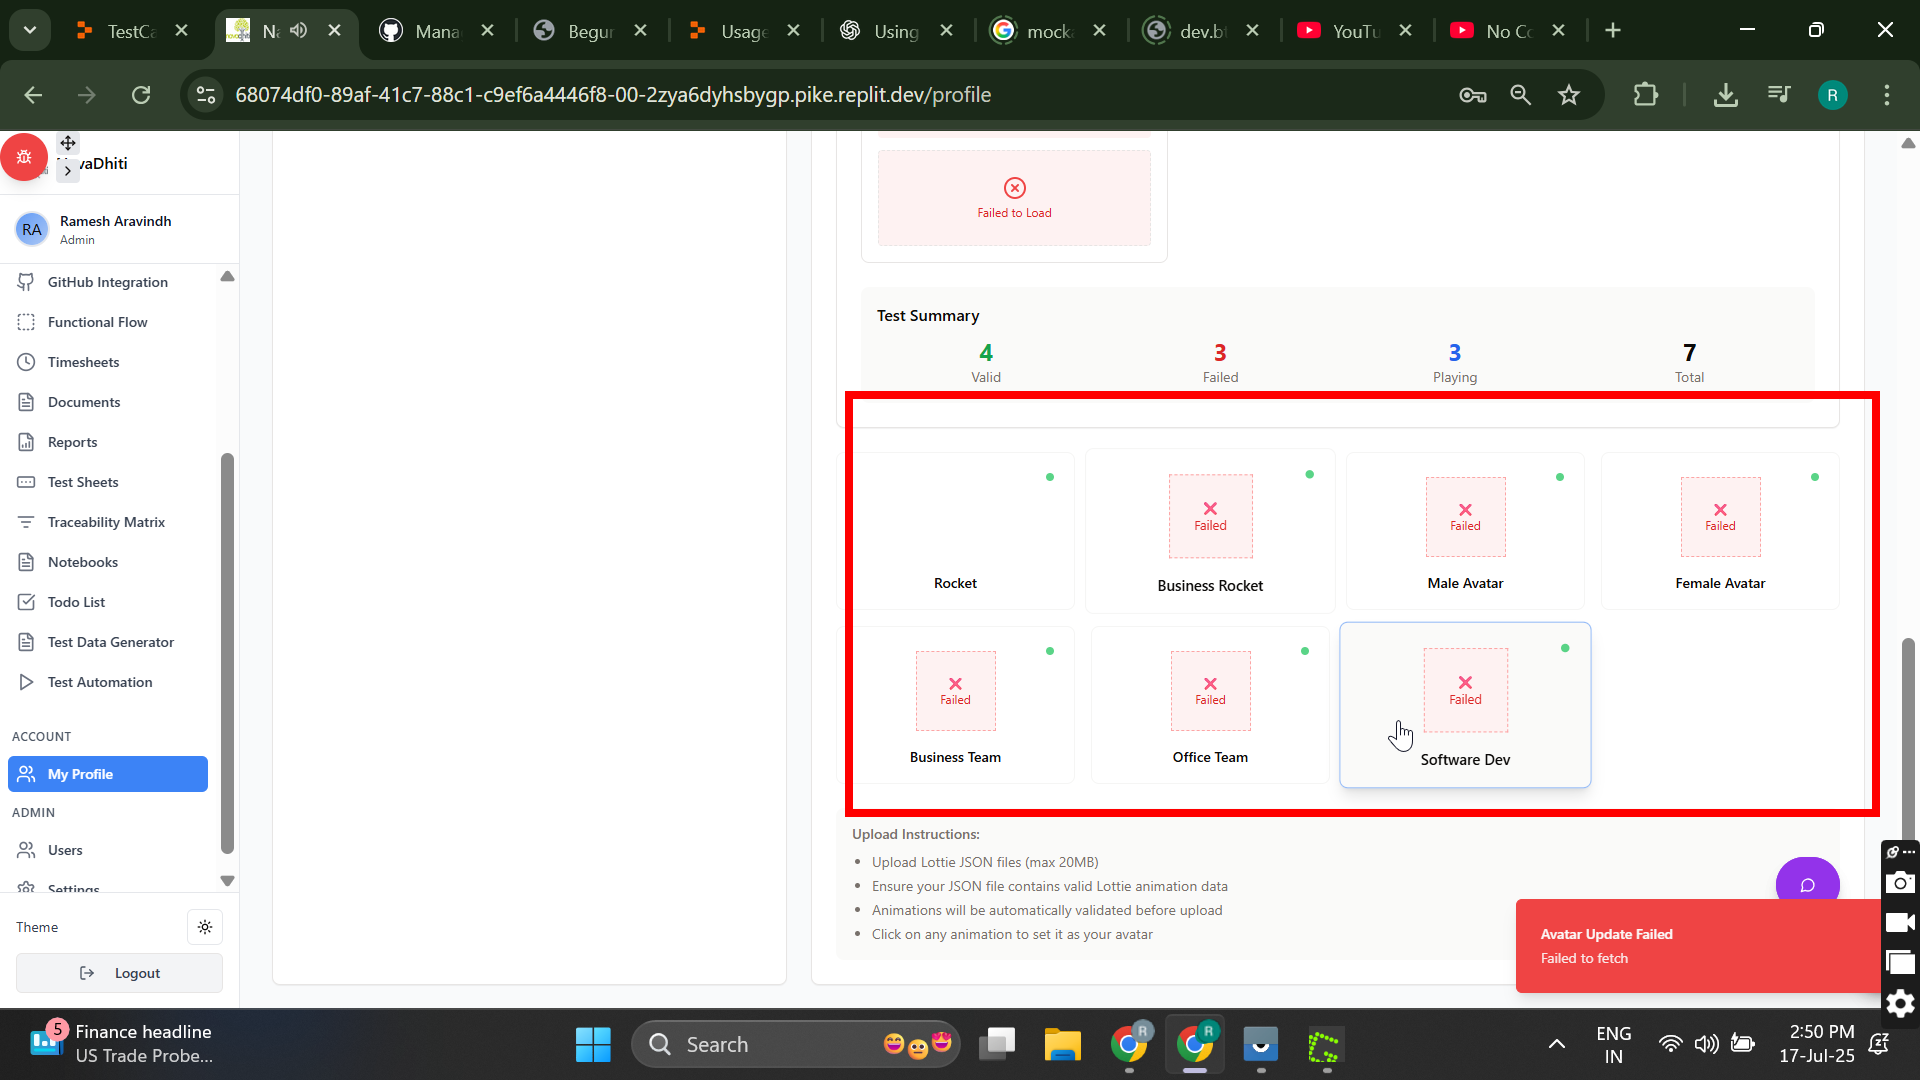 TestCa
Na
Mana
Begur
Usage
Using
mocka
dev.bf
YouTu
No Co
68074df0-89af-41c7-88c1-c9ef6a4446f8-00-2zya6dyhsbygp.pike.replit.dev/profile
R
vaDhiti
RA
Ramesh Aravindh
Admin
GitHub Integration
Functional Flow
Timesheets
Documents
Reports
Test Sheets
Traceability Matrix
Notebooks
Todo List
Test Data Generator
Test Automation
ACCOUNT
My Profile
ADMIN
Users
Settings
Theme
Logout
Failed to Load
Test Summary
4
Valid
3
Failed
3
Playing
7
Total
Rocket
Failed
Business Rocket
Failed
Male Avatar
Failed
Female Avatar
Failed
Business Team
Failed
Office Team
Failed
Software Dev
Upload Instructions:
• Upload Lottie JSON files (max 20MB)
• Ensure your JSON file contains valid Lottie animation data
• Animations will be automatically validated before upload
• Click on any animation to set it as your avatar
Avatar Update Failed
Failed to fetch
5
Finance headline
US Trade Probe...
Search
R
R
ENG
IN
2:50 PM
17-Jul-25